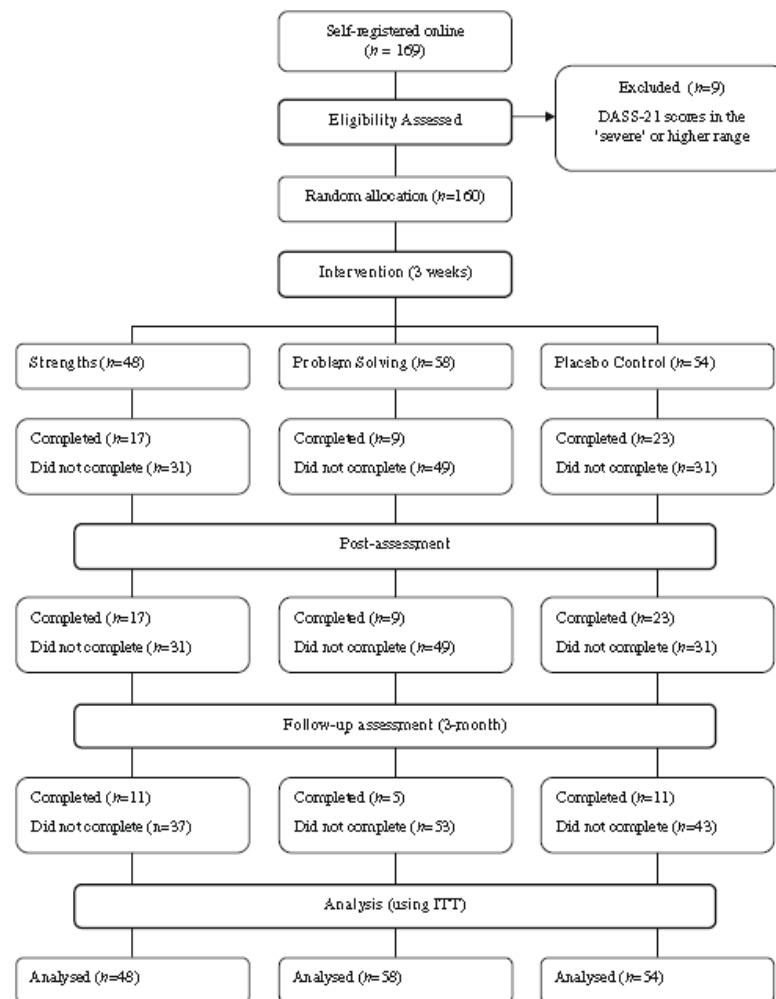 Self-registered online
(n = 169)
Excluded (n=9)
DASS-21 scores in the
'severe' or higher range
Eligibility Assessed
Random allocation (n=160)
Intervention (3 weeks)
Strengths (n=48)
Problem Solving (n=58)
Placebo Control (n=54)
Completed (n=17)
Did not complete (n=31)
Completed (n=9)
Did not complete (n=49)
Completed (n=23)
Did not complete (n=31)
Post-assessment
Completed (n=17)
Did not complete (n=31)
Completed (n=9)
Did not complete (n=49)
Completed (n=23)
Did not complete (n=31)
Follow-up assessment (3-month)
Completed (n=11)
Did not complete (n=37)
Completed (n=5)
Did not complete (n=53)
Completed (n=11)
Did not complete (n=43)
Analysis (using ITT)
Analysed (n=48)
Analysed (n=58)
Analysed (n=54)